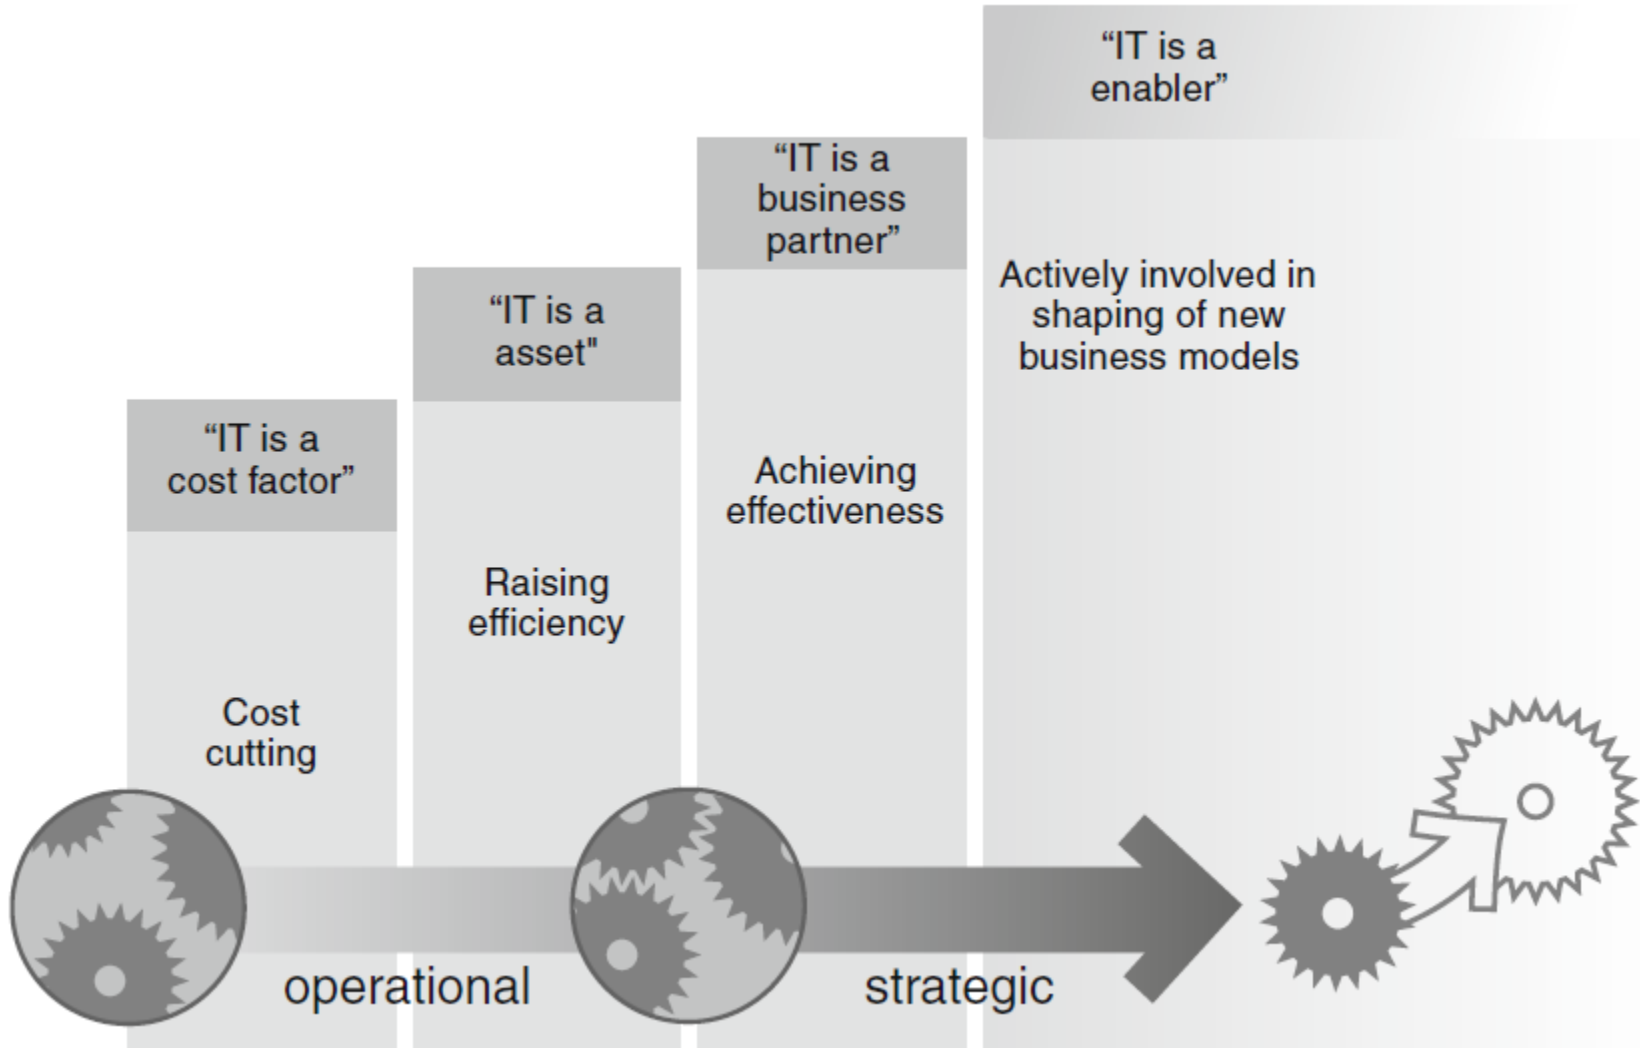 “IT is a
cost factor”
Cost
cutting
“IT is a
asset"
Raising
efficiency
“IT is a
business
partner”
Achieving
effectiveness
“IT is a
enabler”
Actively involved in
shaping of new
business models
operational
strategic